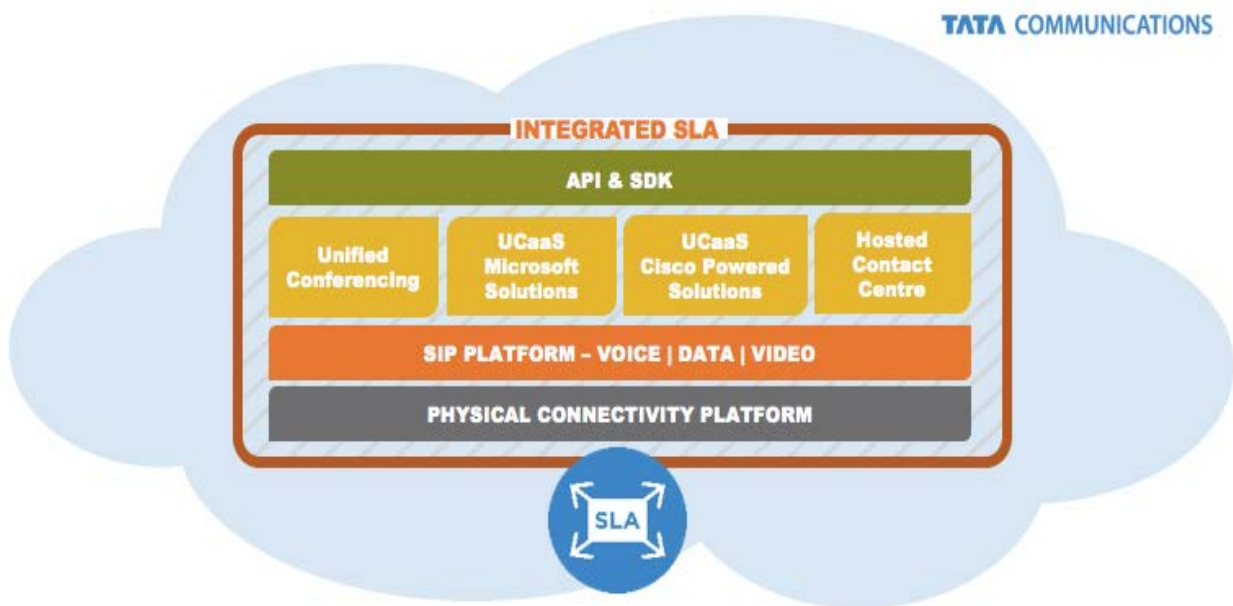 TATA COMMUNICATIONS
INTEGRATED SLA
API & SDK
Unified
Conferencing
UCaaS
Microsoft
Solutions
UCaaS
Cisco Powered
Solutions
Hosted
Contact
Centre
SIP PLATFORM – VOICE | DATA | VIDEO
PHYSICAL CONNECTIVITY PLATFORM
SLA